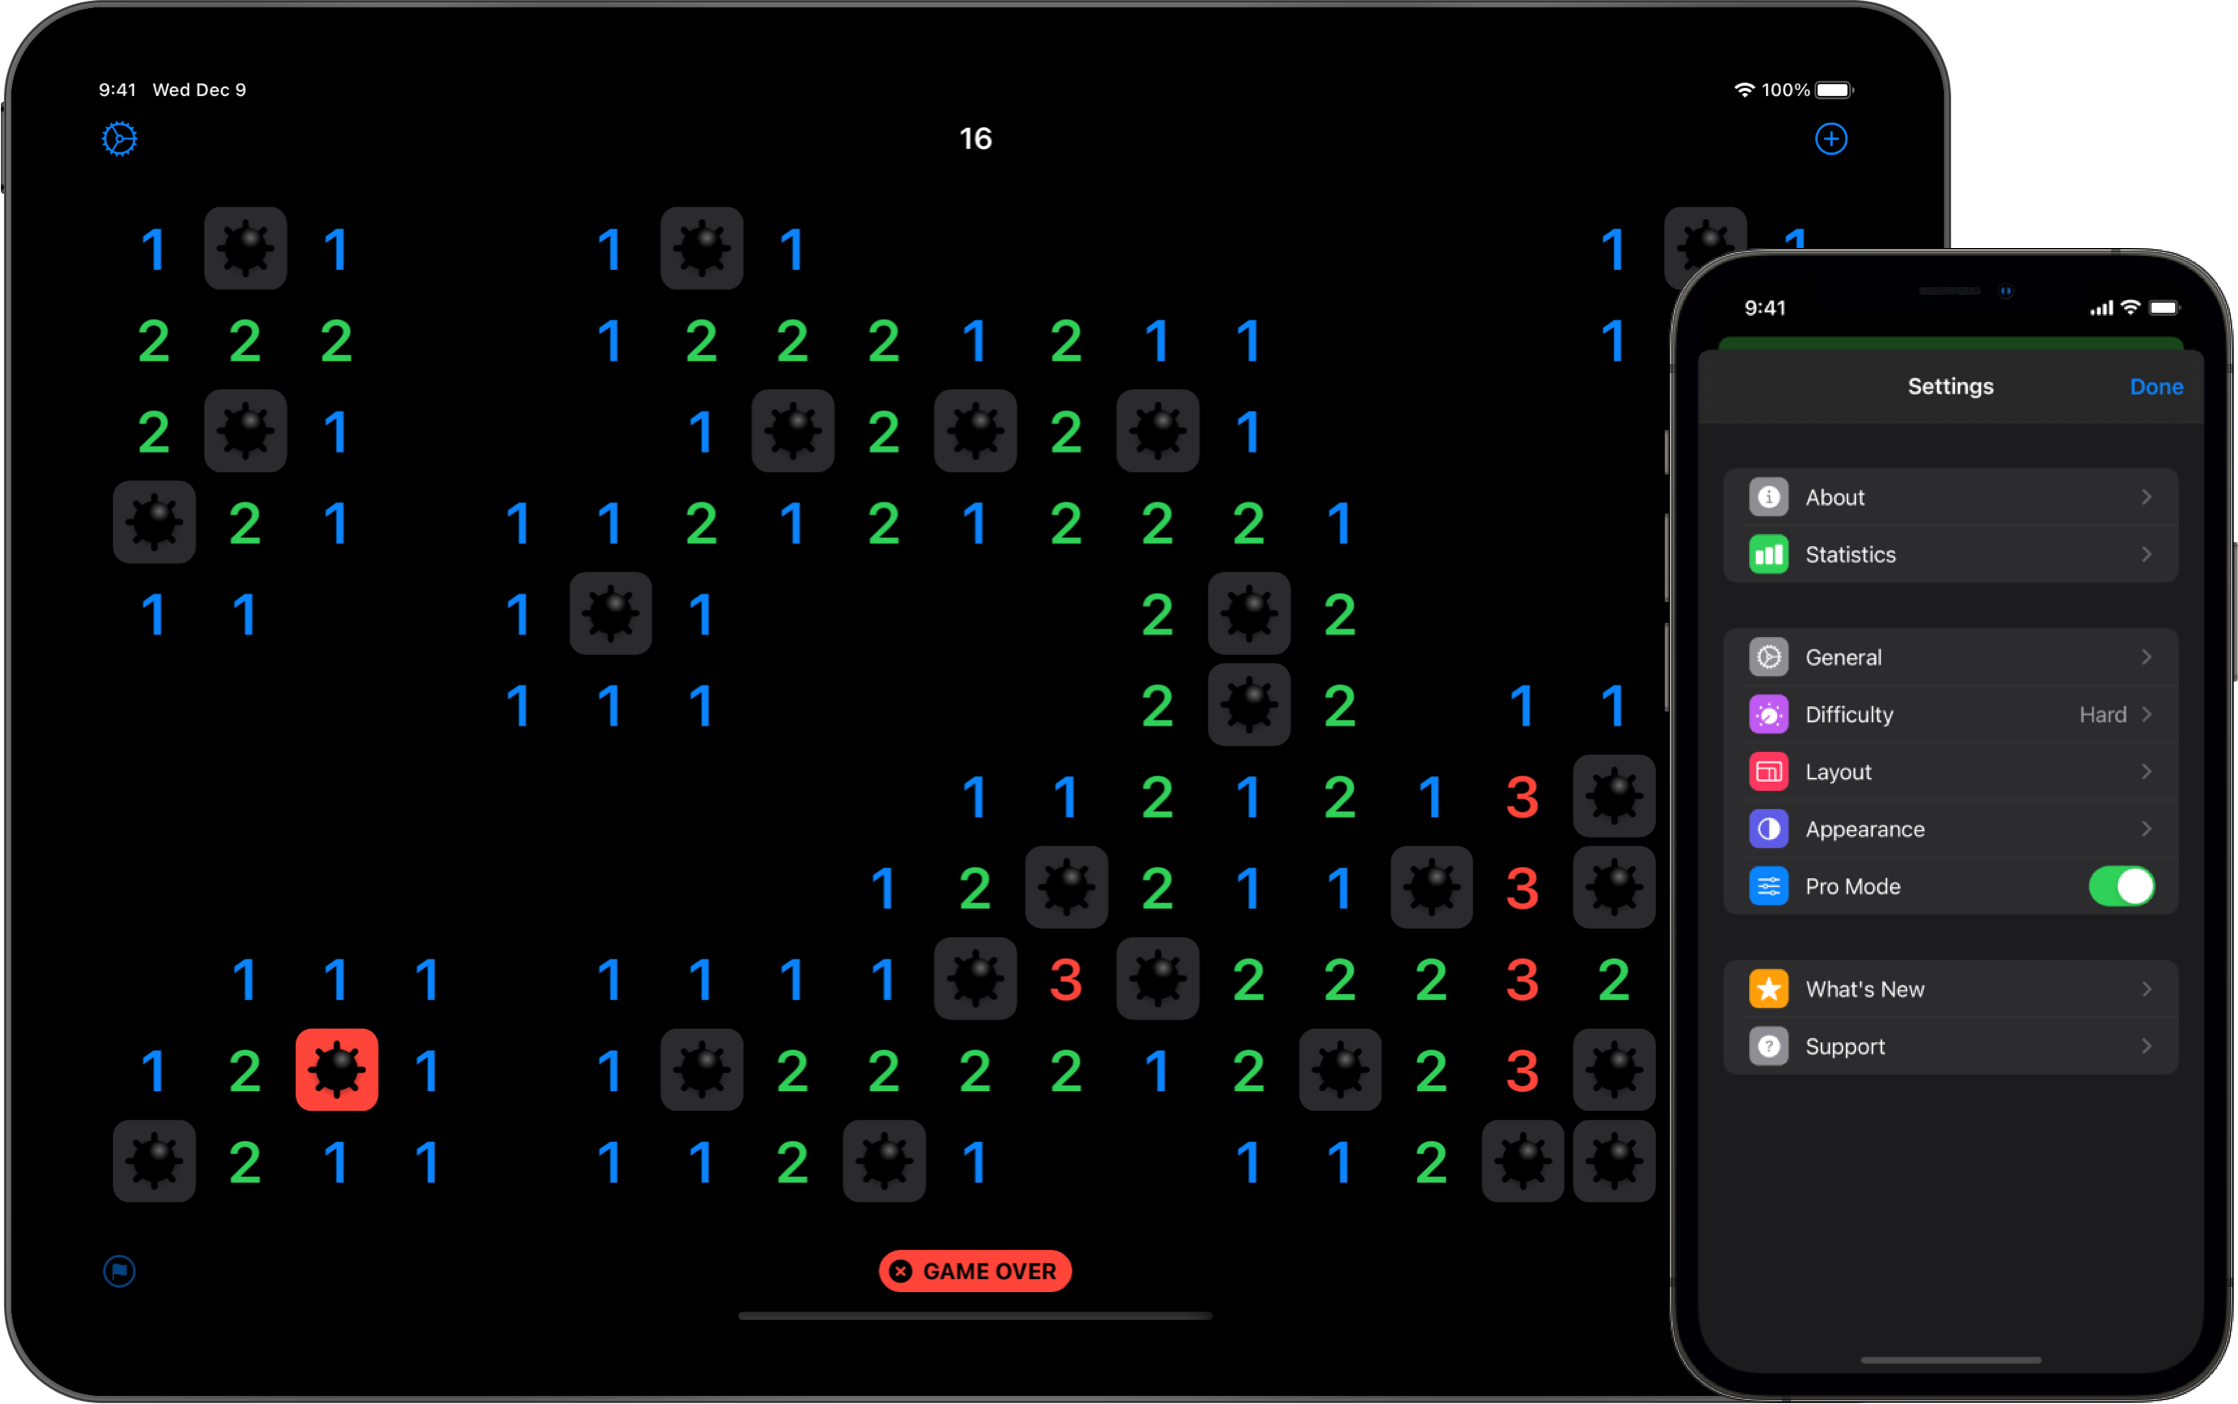 9:41 Wed Dec 9
100%
16
1 1 1 1 1 1
2 2 2 1 2 2 2 1 2 1 1 1
2 1 1 2 2 1
2 1 1 1 2 1 2 1 2 2 2 1
1 1 1 1 2 2
1 1 1 2 2 1 1
1 1 2 1 2 1 3
1 2 2 1 1 3
1 1 1 1 1 1 1 3 2 2 2 3 2
1 2 1 1 2 2 2 2 1 2 2 3
2 1 1 1 1 2 1 1 1 2
GAME OVER
9:41
Settings
Done
About
Statistics
General
Difficulty Hard
Layout
Appearance
Pro Mode
What's New
Support